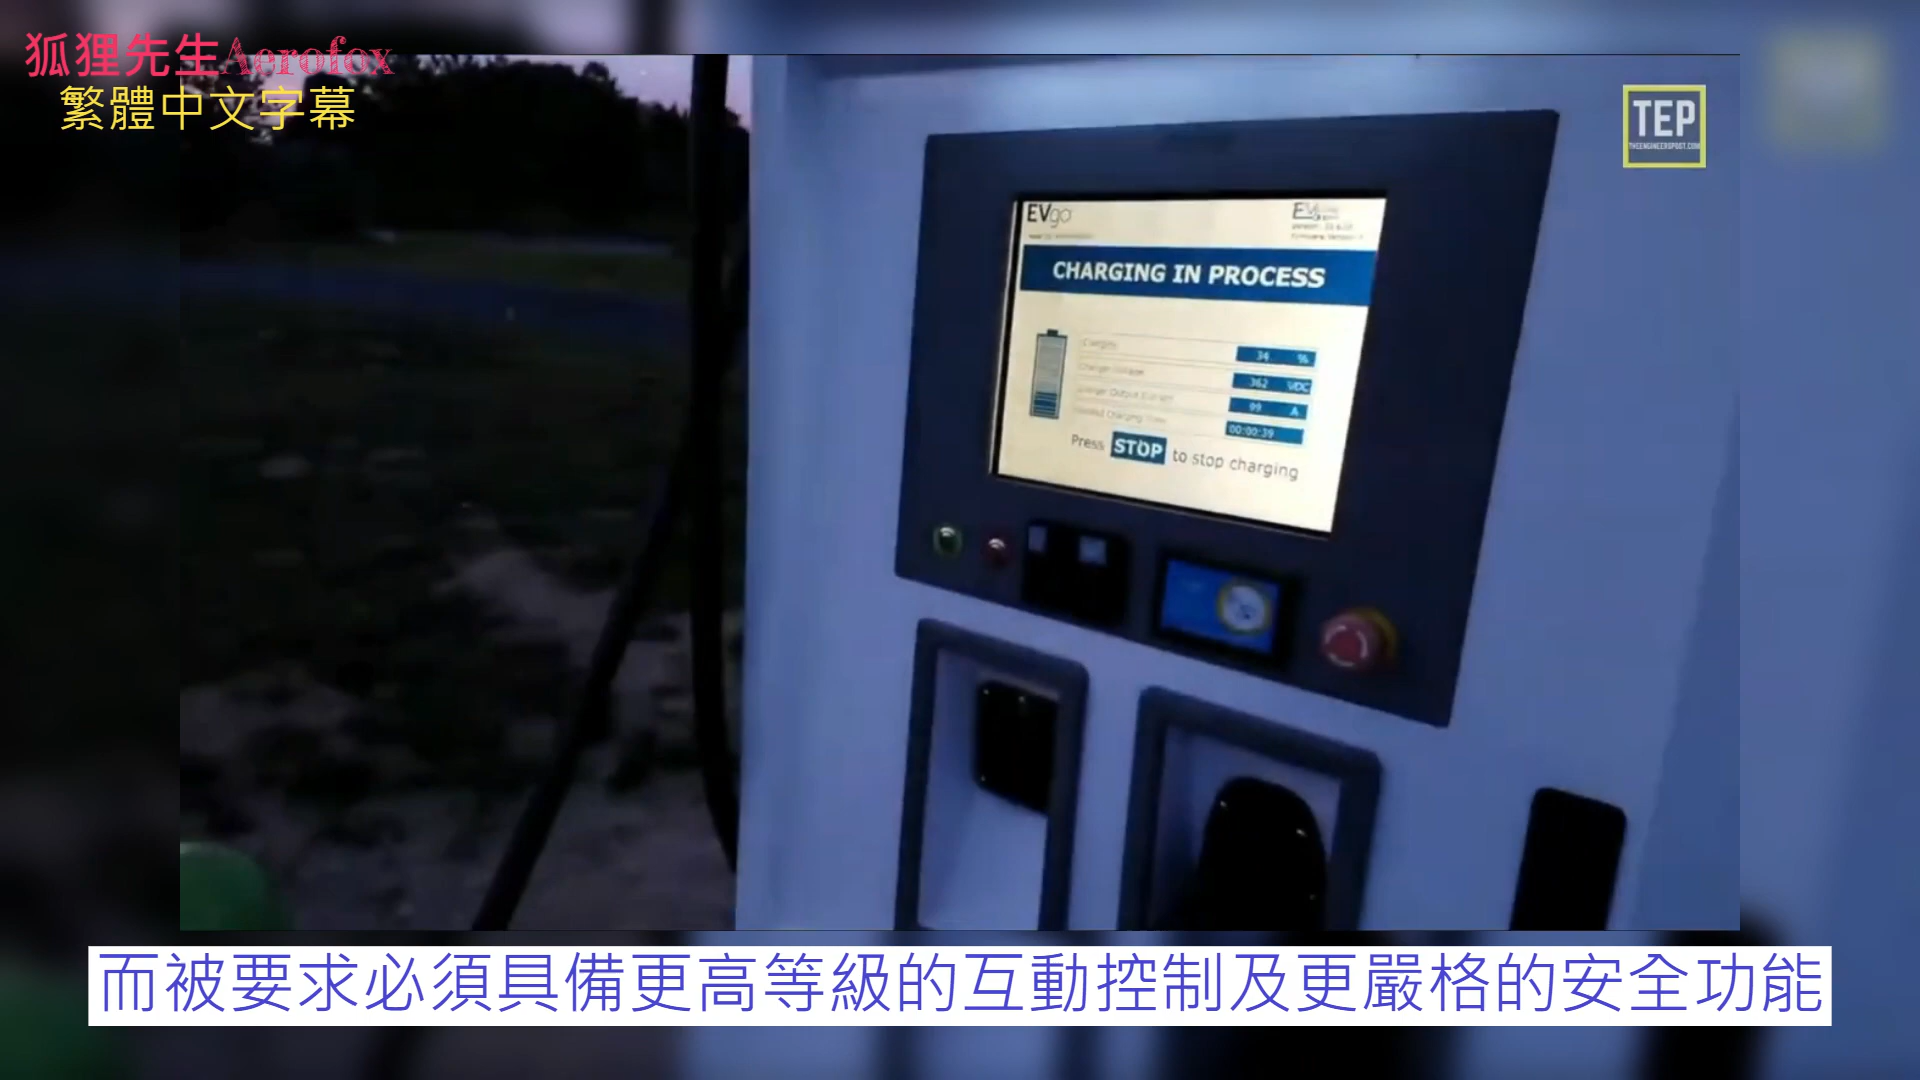 狐狸先生Aerofox
繁體中文字幕
TEP
THEENGINEERSPOST.COM
EVgo
CHARGING IN PROCESS
34 %
362 VDC
99 A
00:00:39
Press STOP to stop charging
而被要求必須具備更高等級的互動控制及更嚴格的安全功能